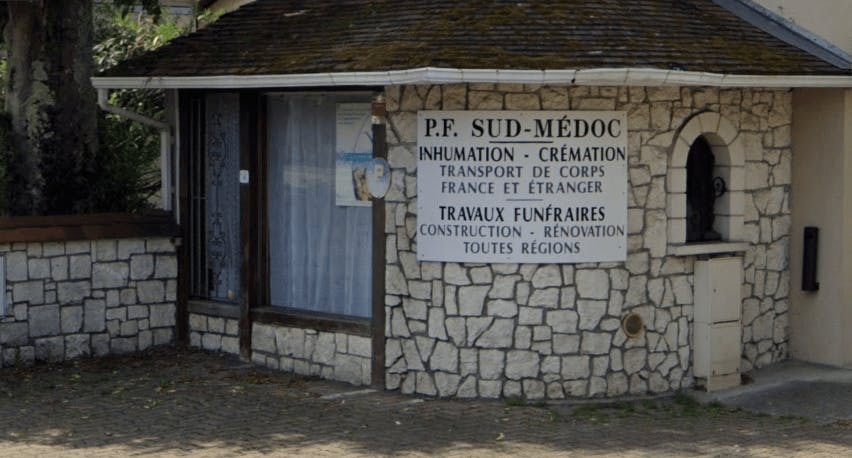 P.F. SUD-MÉDOC
INHUMATION - CRÉMATION
TRANSPORT DE CORPS
FRANCE ET ÉTRANGER
TRAVAUX FUNÉRAIRES
CONSTRUCTION - RÉNOVATION
TOUTES RÉGIONS